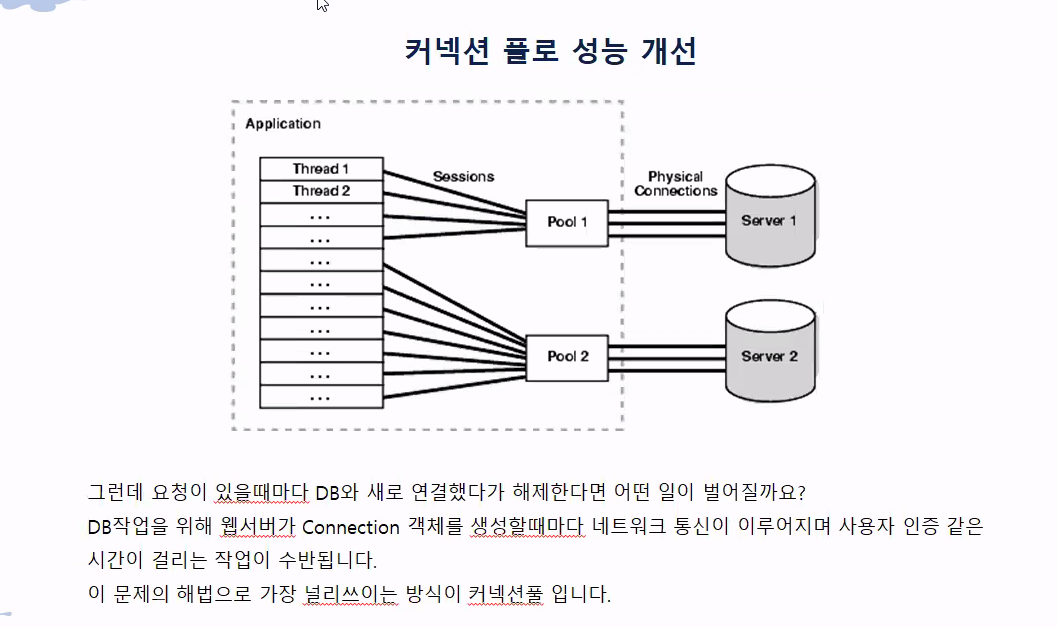 커넥션 풀로 성능 개선
Application
Thread 1
Thread 2
...
...
...
...
...
...
...
...
...
Sessions
Pool 1
Pool 2
Physical
Connections
Server 1
Server 2
그런데 요청이 있을때마다 DB와 새로 연결했다가 해제한다면 어떤 일이 벌어질까요?
DB작업을 위해 웹서버가 Connection 객체를 생성할때마다 네트워크 통신이 이루어지며 사용자 인증 같은
시간이 걸리는 작업이 수반됩니다.
이 문제의 해법으로 가장 널리쓰이는 방식이 커넥션풀 입니다.